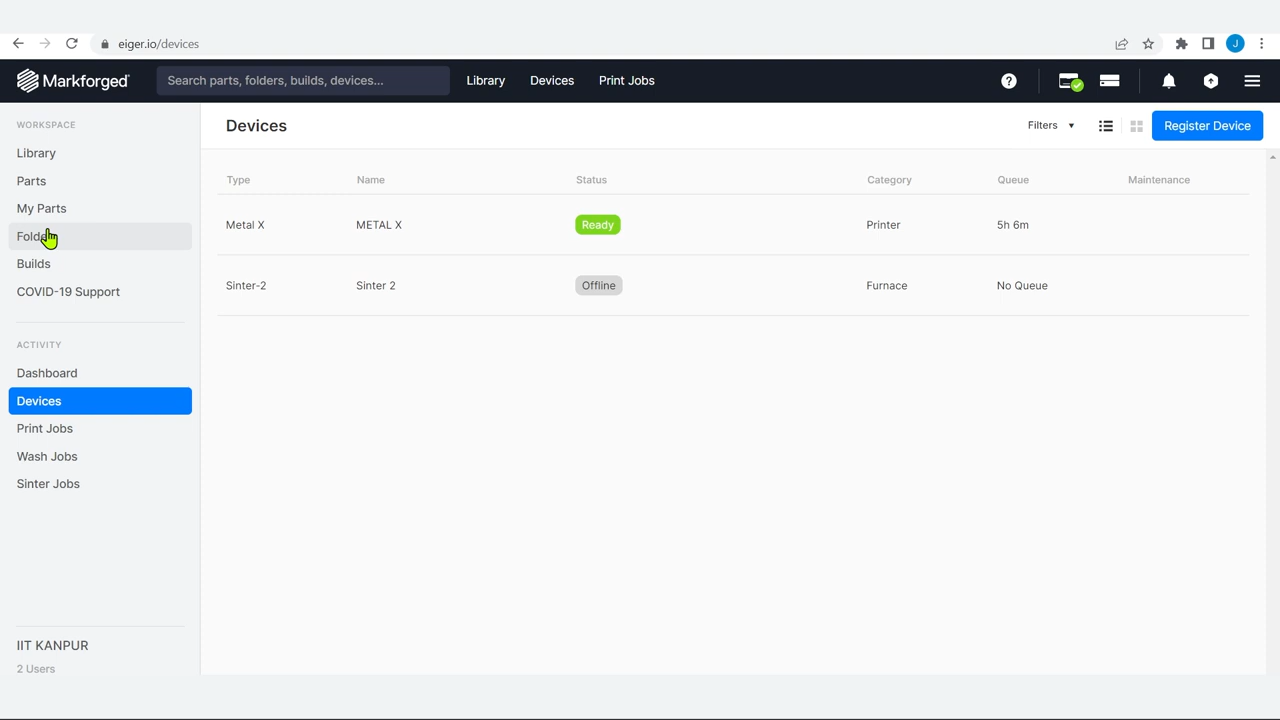 eiger.io/devices
J
Markforged
Search parts, folders, builds, devices...
Library
Devices
Print Jobs
WORKSPACE
Library
Parts
My Parts
Builds
COVID-19 Support
ACTIVITY
Dashboard
Devices
Print Jobs
Wash Jobs
Sinter Jobs
IIT KANPUR
2 Users
Devices
Filters
Register Device
Type Name Status Category Queue Maintenance
Metal X METAL X Ready Printer 5h 6m
Sinter-2 Sinter 2 Offline Furnace No Queue